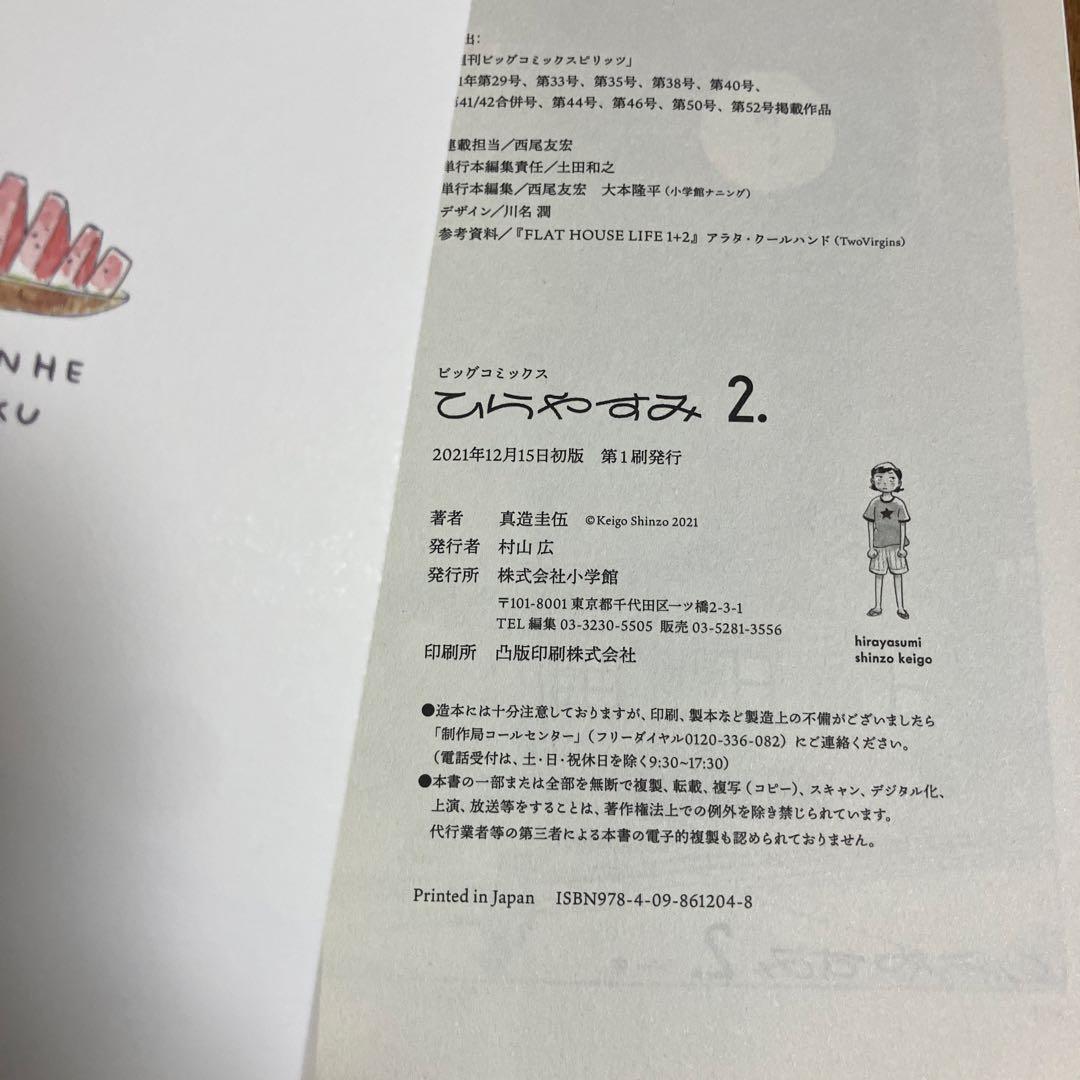 NHE
KU
出:
刊ビッグコミックスピリッツ」
1年第29号、第33号、第35号、第38号、第40号、
第41/42合併号、第44号、第46号、第50号、第52号掲載作品
連載担当／西尾友宏
単行本編集責任／土田和之
単行本編集／西尾友宏　大本隆平（小学館ナニング）
デザイン／川名 潤
参考資料／『FLAT HOUSE LIFE 1+2』アラタ・クールハンド（TwoVirgins）
ビッグコミックス
ひらやすみ 2.
2021年12月15日初版　第1刷発行
著者　真造圭伍　©Keigo Shinzo 2021
発行者　村山 広
発行所　株式会社小学館
〒101-8001 東京都千代田区一ツ橋2-3-1
TEL 編集 03-3230-5505 販売 03-5281-3556
印刷所　凸版印刷株式会社
hirayasumi
shinzo keigo
●造本には十分注意しておりますが、印刷、製本など製造上の不備がございましたら
「制作局コールセンター」（フリーダイヤル0120-336-082）にご連絡ください。
（電話受付は、土・日・祝休日を除く9:30~17:30）
●本書の一部または全部を無断で複製、転載、複写（コピー）、スキャン、デジタル化、
上演、放送等をすることは、著作権法上での例外を除き禁じられています。
代行業者等の第三者による本書の電子的複製も認められておりません。
Printed in Japan　ISBN978-4-09-861204-8